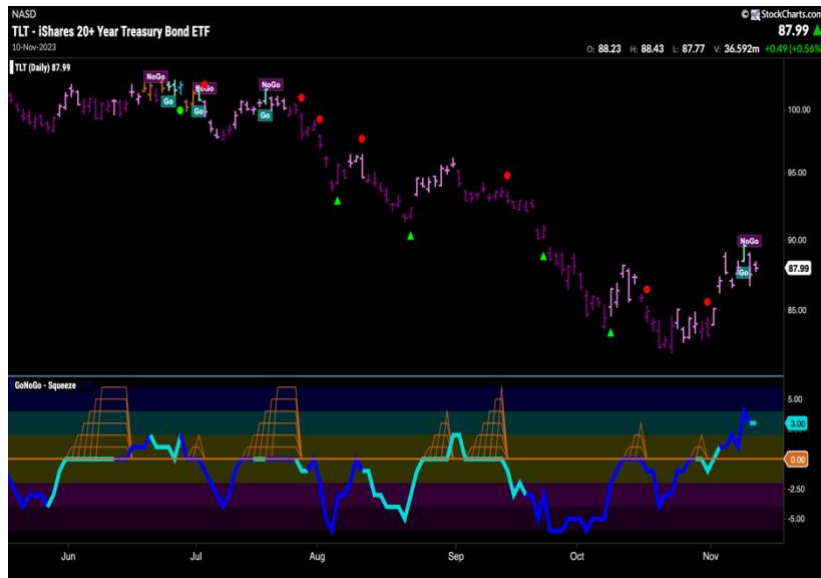 NASD
© StockCharts.com
TLT - iShares 20+ Year Treasury Bond ETF
87.99
10-Nov-2023
O: 88.23 H: 88.43 L: 87.77 V: 36.592m +0.49 (+0.56%
TLT (Daily) 87.99
NoGo
NoGo
NoGo
Go
Go
Go
NoGo
Go
100.00
95.00
90.00
87.99
85.00
GoNoGo - Squeeze
5.00
3.00
0.00
-2.50
-5.00
Jun Jul Aug Sep Oct Nov